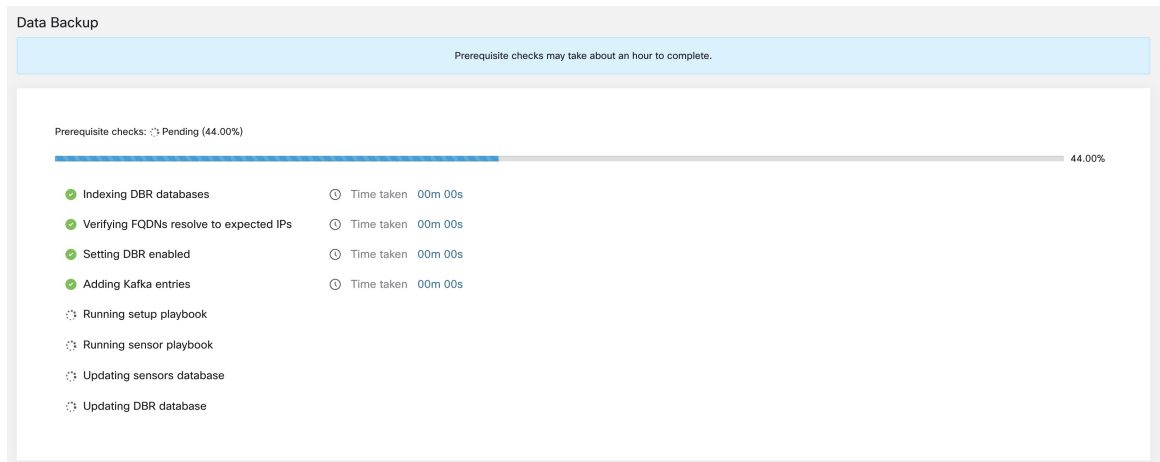 Data Backup
Prerequisite checks may take about an hour to complete.
Prerequisite checks: Pending (44.00%)
44.00%
Indexing DBR databases Time taken 00m 00s
Verifying FQDNs resolve to expected IPs Time taken 00m 00s
Setting DBR enabled Time taken 00m 00s
Adding Kafka entries Time taken 00m 00s
Running setup playbook
Running sensor playbook
Updating sensors database
Updating DBR database